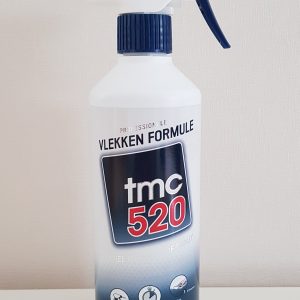 PROFESSIONELE
VLEKKEN FORMULE
tmc
520